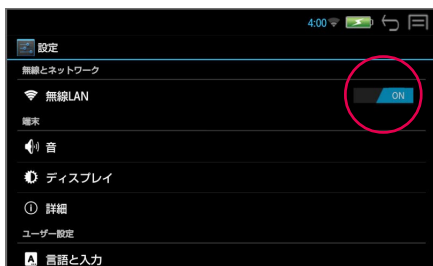 4:00
設定
無線とネットワーク
無線LAN
ON
端末
音
ディスプレイ
詳細
ユーザー設定
言語と入力